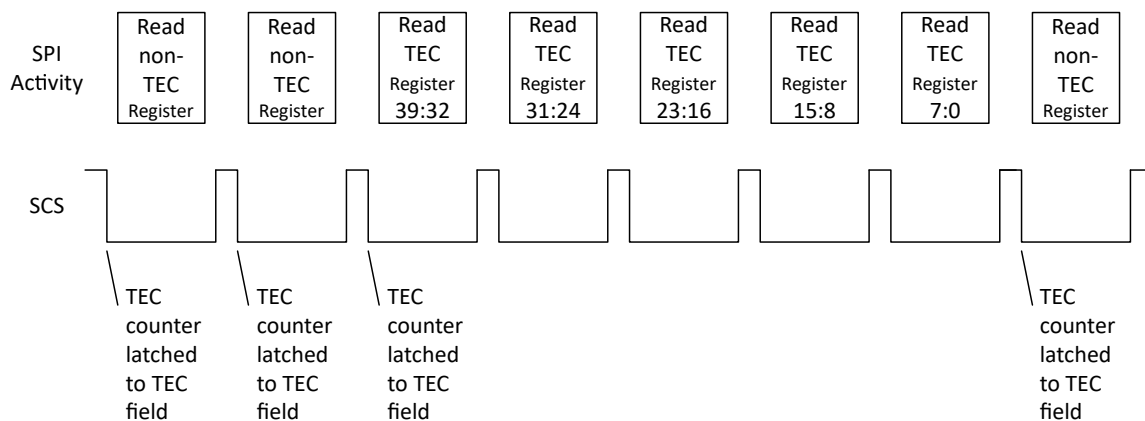 SPI
Activity
Read
non-
TEC
Register
Read
non-
TEC
Register
Read
TEC
Register
39:32
Read
TEC
Register
31:24
Read
TEC
Register
23:16
Read
TEC
Register
15:8
Read
TEC
Register
7:0
Read
non-
TEC
Register
SCS
TEC
counter
latched
to TEC
field
TEC
counter
latched
to TEC
field
TEC
counter
latched
to TEC
field
TEC
counter
latched
to TEC
field